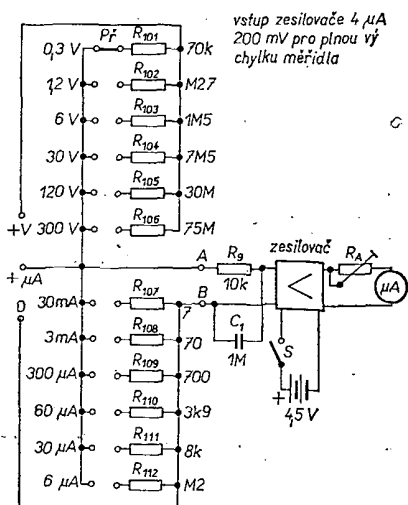 vstup zesilovače 4 µA
200 mV pro plnou vý
chylku měřidla
Př
0,3 V R101 70k
1,2 V R102 M27
6 V R103 1M5
30 V R104 7M5
120 V R105 30M
300 V R106 75M
+V
+ µA
A R9 zesilovač RA
10k < µA
0
30mA R107 7 B
3mA R108 70 C1 S
1M
300 µA R109 700
+ 4,5 V
60 µA R110 3k9
30 µA R111 8k
6 µA R112 M2